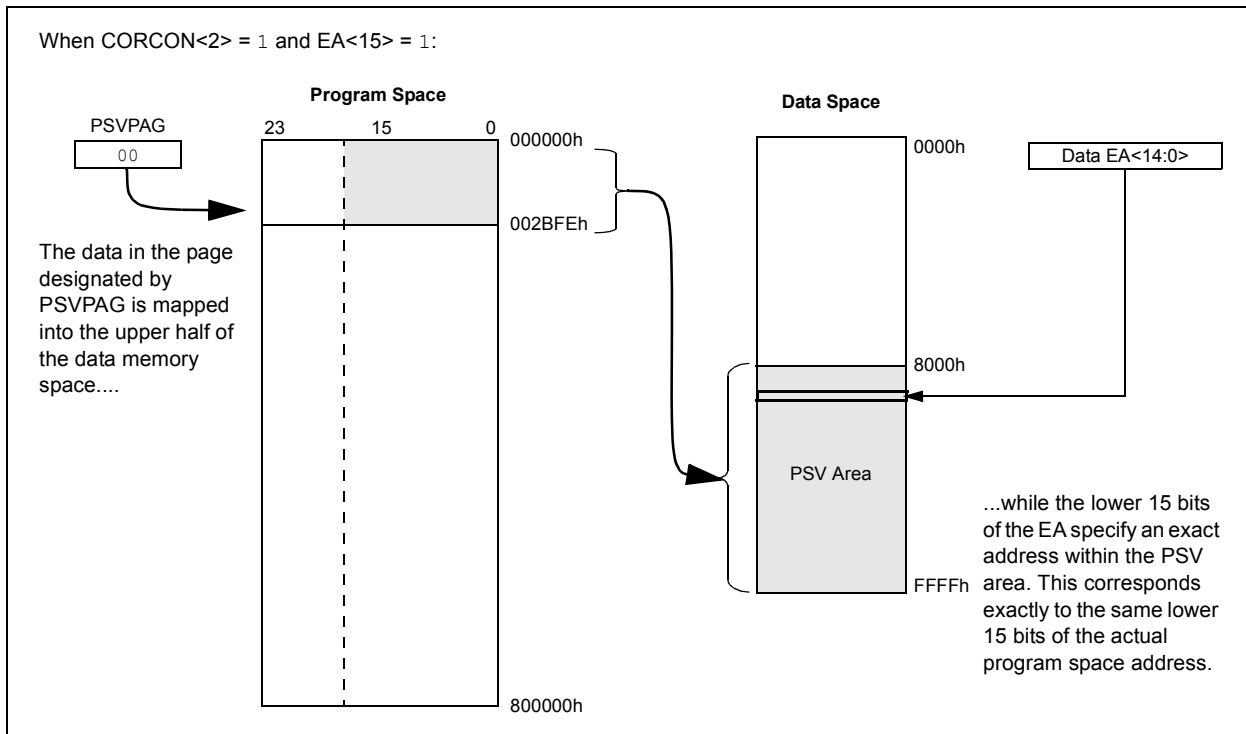 When CORCON<2> = 1 and EA<15> = 1:
Program Space
Data Space
PSVPAG
23 15 0
000000h
0000h
00
Data EA<14:0>
002BFEh
The data in the page
designated by
PSVPAG is mapped
into the upper half of
the data memory
space....
8000h
PSV Area
...while the lower 15 bits
of the EA specify an exact
address within the PSV
area. This corresponds
exactly to the same lower
15 bits of the actual
program space address.
FFFFh
800000h